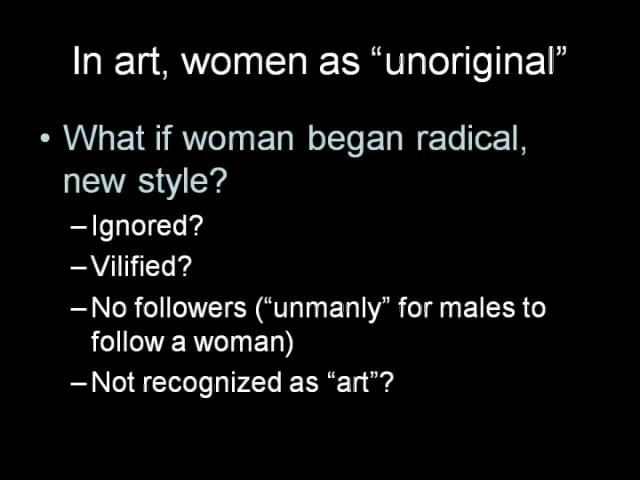 In art, women as “unoriginal”
• What if woman began radical,
new style?
–Ignored?
–Vilified?
–No followers (“unmanly” for males to
follow a woman)
–Not recognized as “art”?